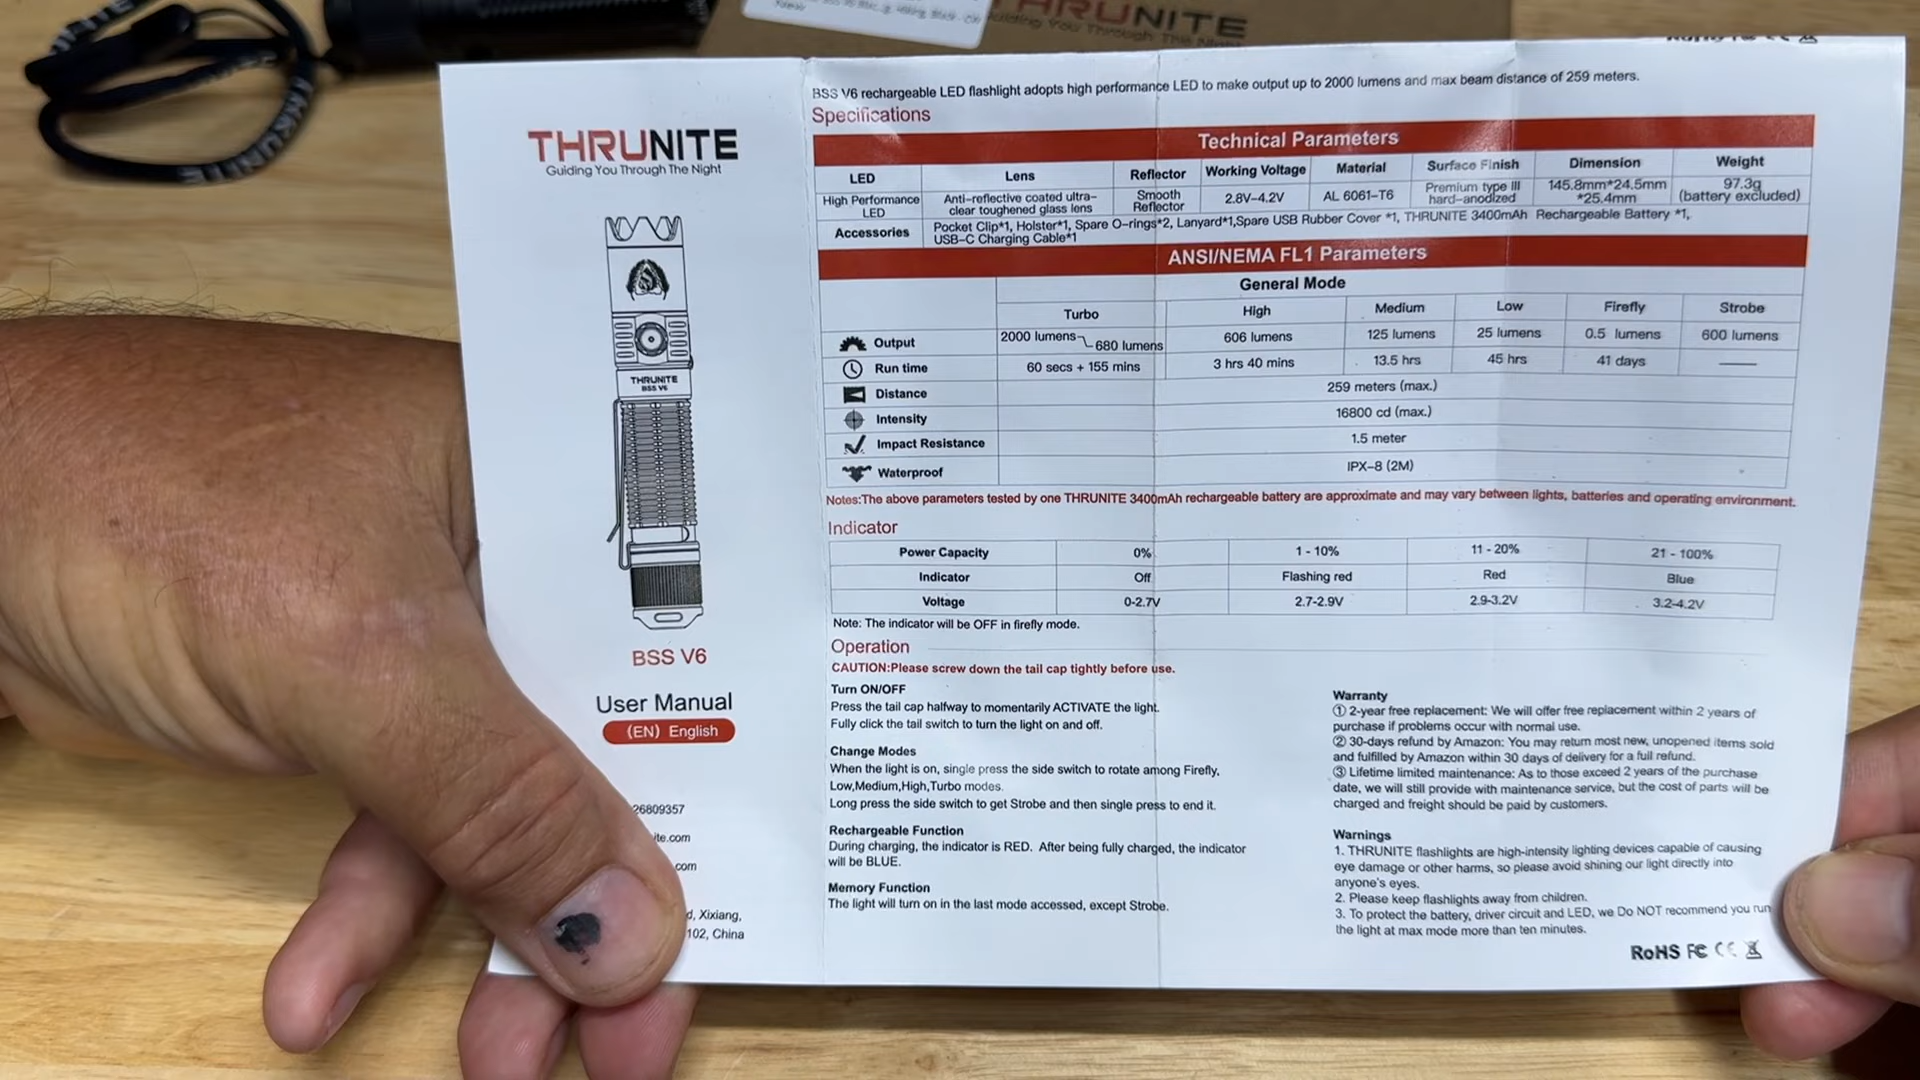 THRUNITE
NITE
Guiding You Through The Night
THRUNITE
Guiding You Through The Night
THRUNITE
BSS V6
BSS V6
User Manual
(EN) English
26809357
ite.com
com
d, Xixiang,
102, China
BSS V6 rechargeable LED flashlight adopts high performance LED to make output up to 2000 lumens and max beam distance of 259 meters.
Specifications
Technical Parameters
LED Lens Reflector Working Voltage Material Surface Finish Dimension Weight
High Performance LED Anti-reflective coated ultra-clear toughened glass lens Smooth Reflector 2.8V-4.2V AL 6061-T6 Premium type III hard-anodized 145.8mm*24.5mm*25.4mm 97.3g (battery excluded)
Accessories Pocket Clip*1, Holster*1, Spare O-rings*2, Lanyard*1,Spare USB Rubber Cover *1, THRUNITE 3400mAh Rechargeable Battery *1,
USB-C Charging Cable*1
ANSI/NEMA FL1 Parameters
General Mode
Turbo High Medium Low Firefly Strobe
Output 2000 lumens 680 lumens 606 lumens 125 lumens 25 lumens 0.5 lumens 600 lumens
Run time 60 secs + 155 mins 3 hrs 40 mins 13.5 hrs 45 hrs 41 days ——
Distance 259 meters (max.)
Intensity 16800 cd (max.)
Impact Resistance 1.5 meter
Waterproof IPX-8 (2M)
Notes:The above parameters tested by one THRUNITE 3400mAh rechargeable battery are approximate and may vary between lights, batteries and operating environment.
Indicator
Power Capacity 0% 1 - 10% 11 - 20% 21 - 100%
Indicator Off Flashing red Red Blue
Voltage 0-2.7V 2.7-2.9V 2.9-3.2V 3.2-4.2V
Note: The indicator will be OFF in firefly mode.
Operation
CAUTION:Please screw down the tail cap tightly before use.
Turn ON/OFF
Press the tail cap halfway to momentarily ACTIVATE the light.
Fully click the tail switch to turn the light on and off.
Change Modes
When the light is on, single press the side switch to rotate among Firefly,
Low,Medium,High,Turbo modes.
Long press the side switch to get Strobe and then single press to end it.
Rechargeable Function
During charging, the indicator is RED. After being fully charged, the indicator
will be BLUE.
Memory Function
The light will turn on in the last mode accessed, except Strobe.
Warranty
① 2-year free replacement: We will offer free replacement within 2 years of
purchase if problems occur with normal use.
② 30-days refund by Amazon: You may return most new, unopened items sold
and fulfilled by Amazon within 30 days of delivery for a full refund.
③ Lifetime limited maintenance: As to those exceed 2 years of the purchase
date, we will still provide with maintenance service, but the cost of parts will be
charged and freight should be paid by customers.
Warnings
1. THRUNITE flashlights are high-intensity lighting devices capable of causing
eye damage or other harms, so please avoid shining our light directly into
anyone's eyes.
2. Please keep flashlights away from children.
3. To protect the battery, driver circuit and LED, we Do NOT recommend you run
the light at max mode more than ten minutes.
RoHS FC CE